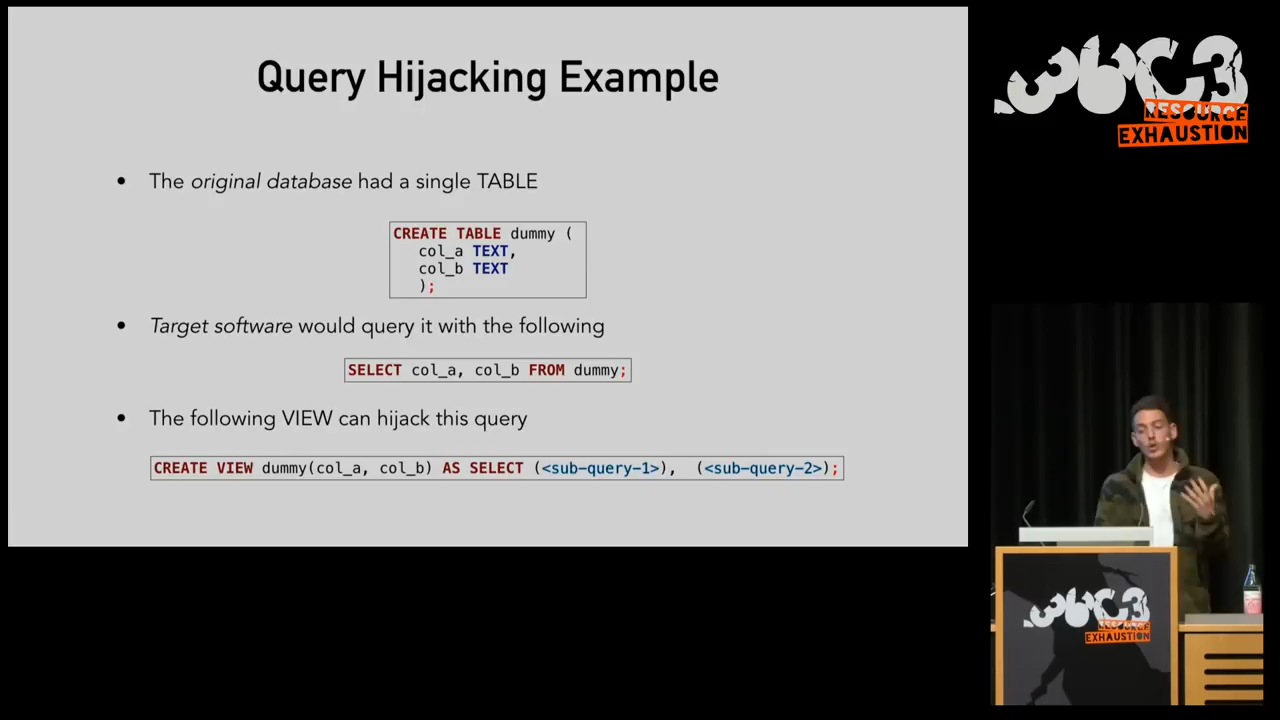 Query Hijacking Example
36C3
RESOURCE
EXHAUSTION
• The original database had a single TABLE
CREATE TABLE dummy (
col_a TEXT,
col_b TEXT
);
• Target software would query it with the following
SELECT col_a, col_b FROM dummy;
• The following VIEW can hijack this query
CREATE VIEW dummy(col_a, col_b) AS SELECT (<sub-query-1>), (<sub-query-2>);
36C3
RESOURCE
EXHAUSTION